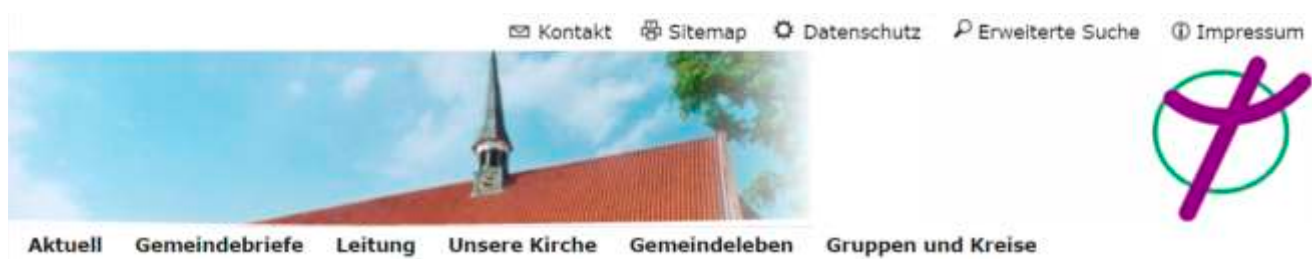 Kontakt Sitemap Datenschutz Erweiterte Suche Impressum
Aktuell Gemeindebriefe Leitung Unsere Kirche Gemeindeleben Gruppen und Kreise